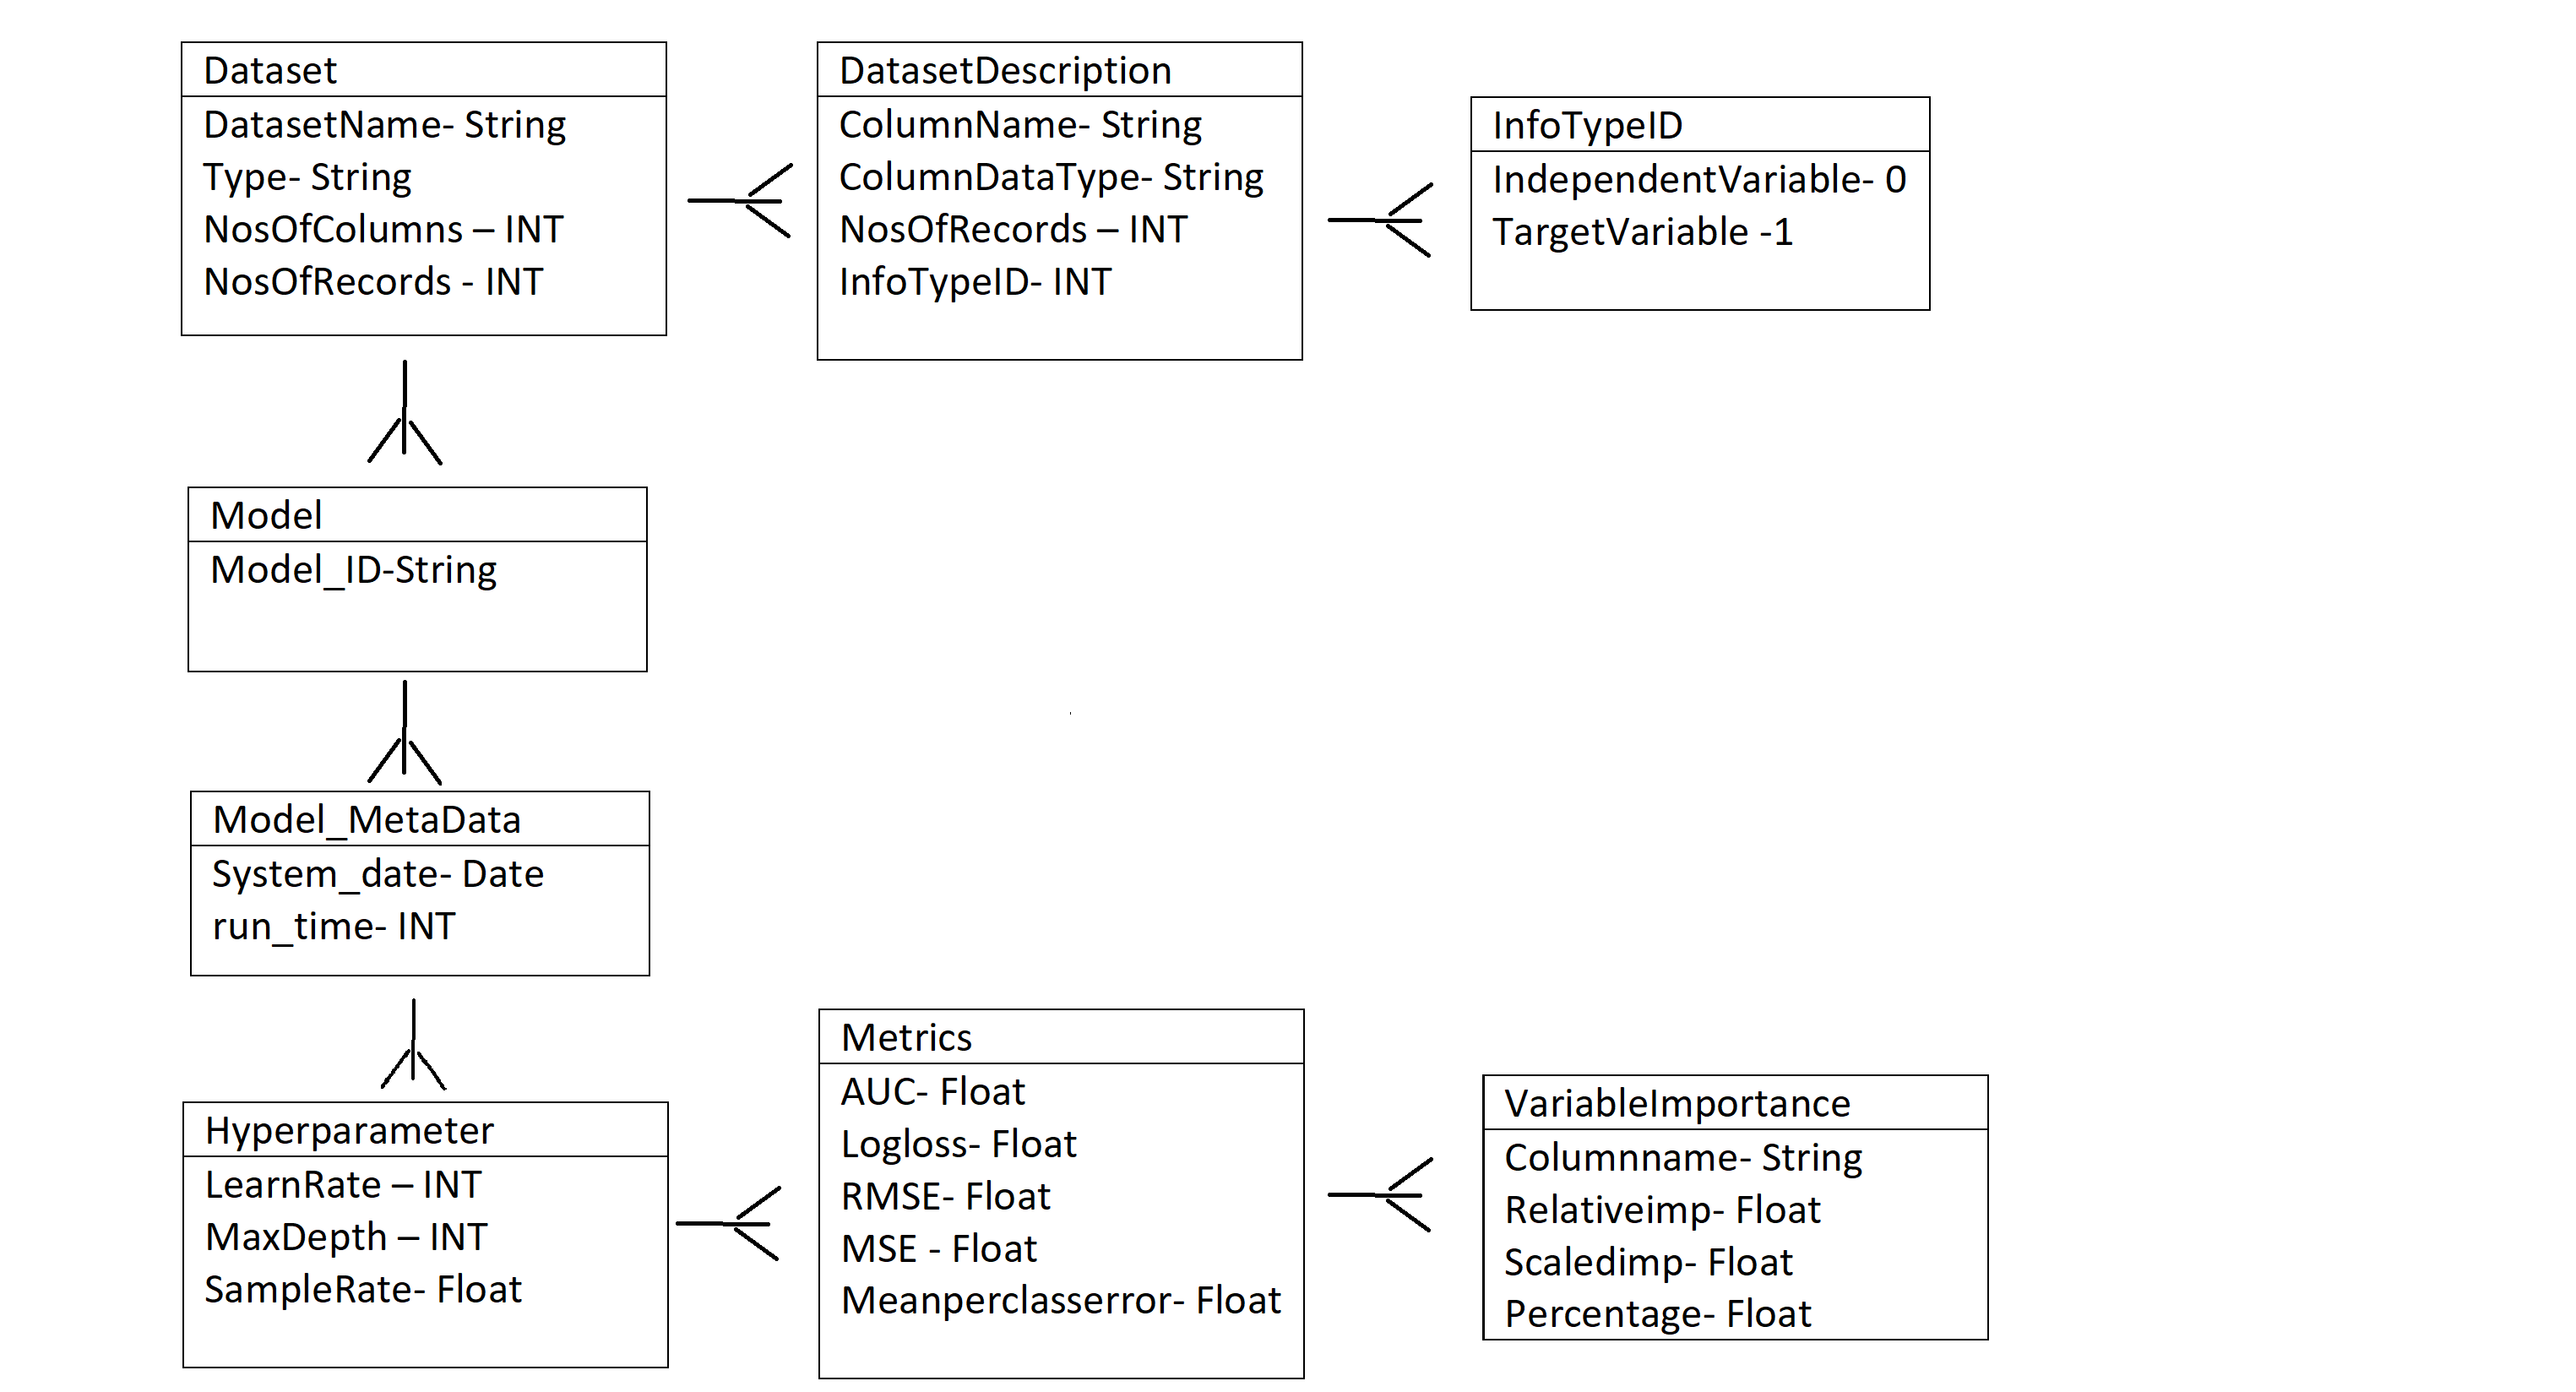 Dataset
DatasetName- String
Type- String
NosOfColumns – INT
NosOfRecords - INT
DatasetDescription
ColumnName- String
ColumnDataType- String
NosOfRecords – INT
InfoTypeID- INT
InfoTypeID
IndependentVariable- 0
TargetVariable -1
Model
Model_ID-String
Model_MetaData
System_date- Date
run_time- INT
Hyperparameter
LearnRate – INT
MaxDepth – INT
SampleRate- Float
Metrics
AUC- Float
Logloss- Float
RMSE- Float
MSE - Float
Meanperclasserror- Float
VariableImportance
Columnname- String
Relativeimp- Float
Scaledimp- Float
Percentage- Float